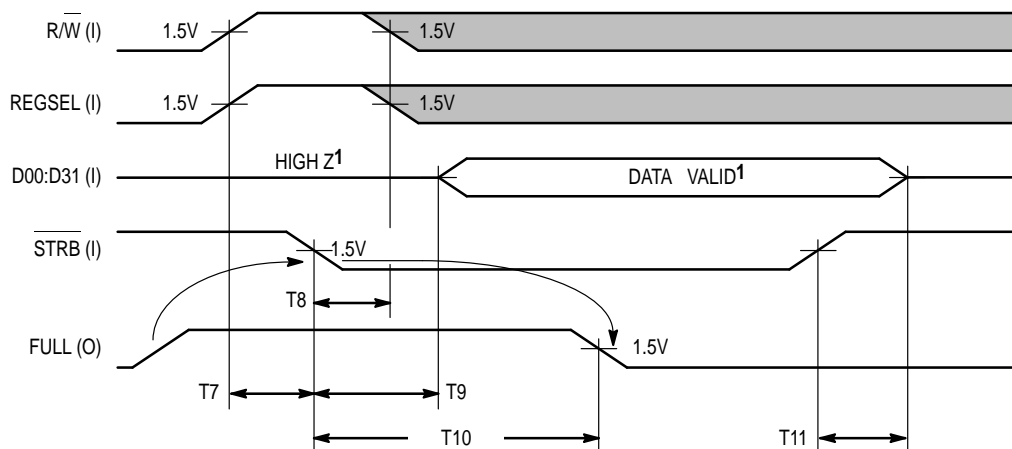 R/W̅ (I) 1.5V 1.5V
REGSEL (I) 1.5V 1.5V
HIGH Z¹
D00:D31 (I) DATA VALID¹
S̅T̅R̅B̅ (I) 1.5V
T8
FULL (O) 1.5V
T7 T9
T10 T11